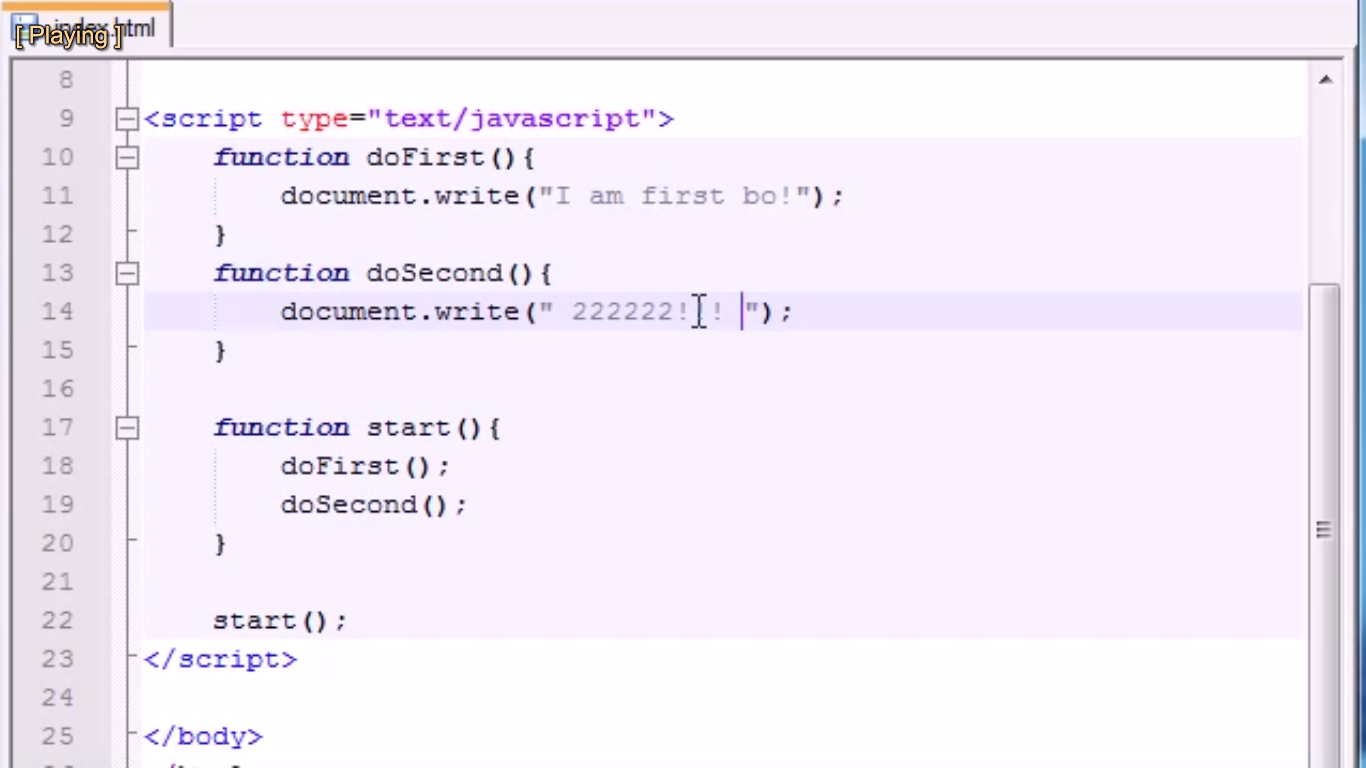 index.html
[ Playing ]
8
9 <script type="text/javascript">
10 function doFirst(){
11 document.write("I am first bo!");
12 }
13 function doSecond(){
14 document.write(" 222222!!! ");
15 }
16
17 function start(){
18 doFirst();
19 doSecond();
20 }
21
22 start();
23 </script>
24
25 </body>